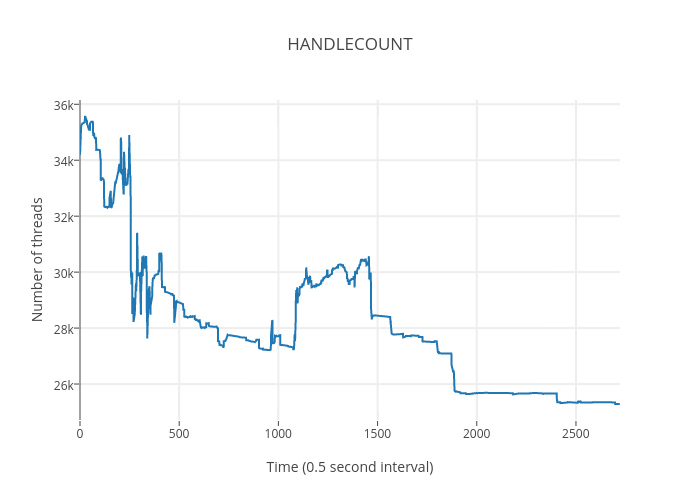 HANDLECOUNT
36k
34k
32k
30k
28k
26k
Number of threads
0 500 1000 1500 2000 2500
Time (0.5 second interval)